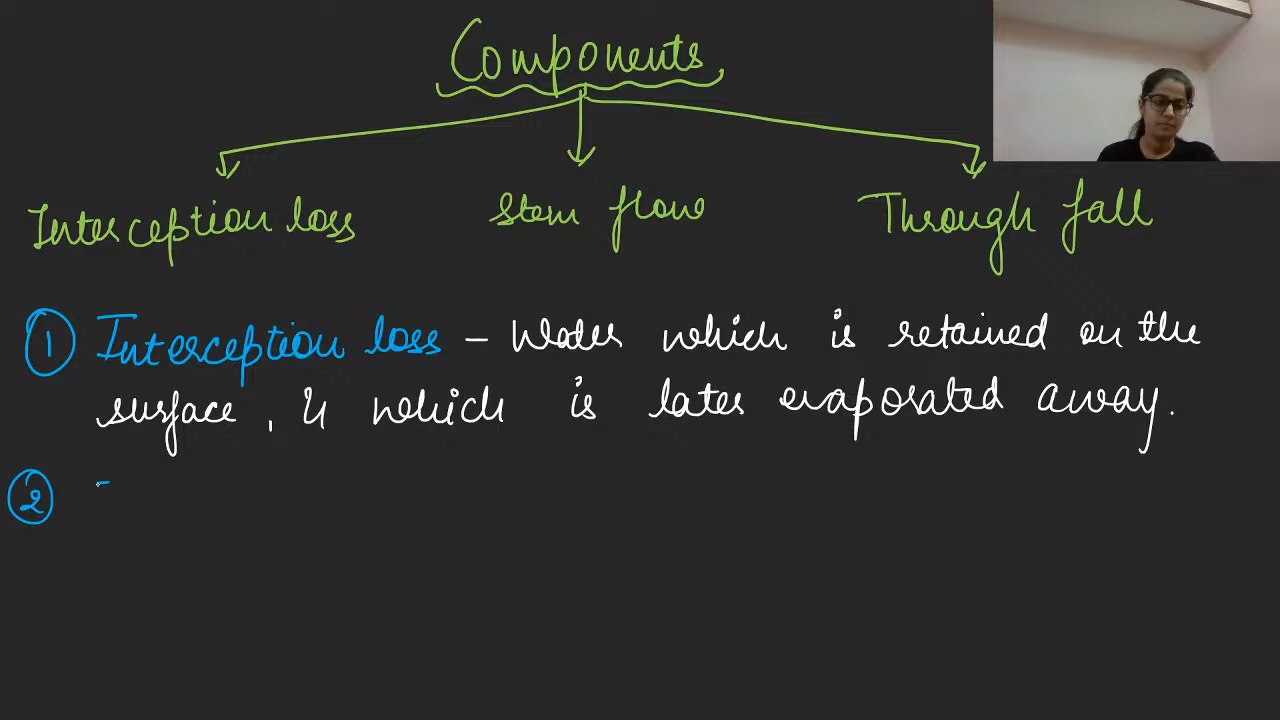 Components
Interception loss
Stem flow
Through fall
1 Interception loss - Water which is retained on the
surface, & which is later evaporated away.
2